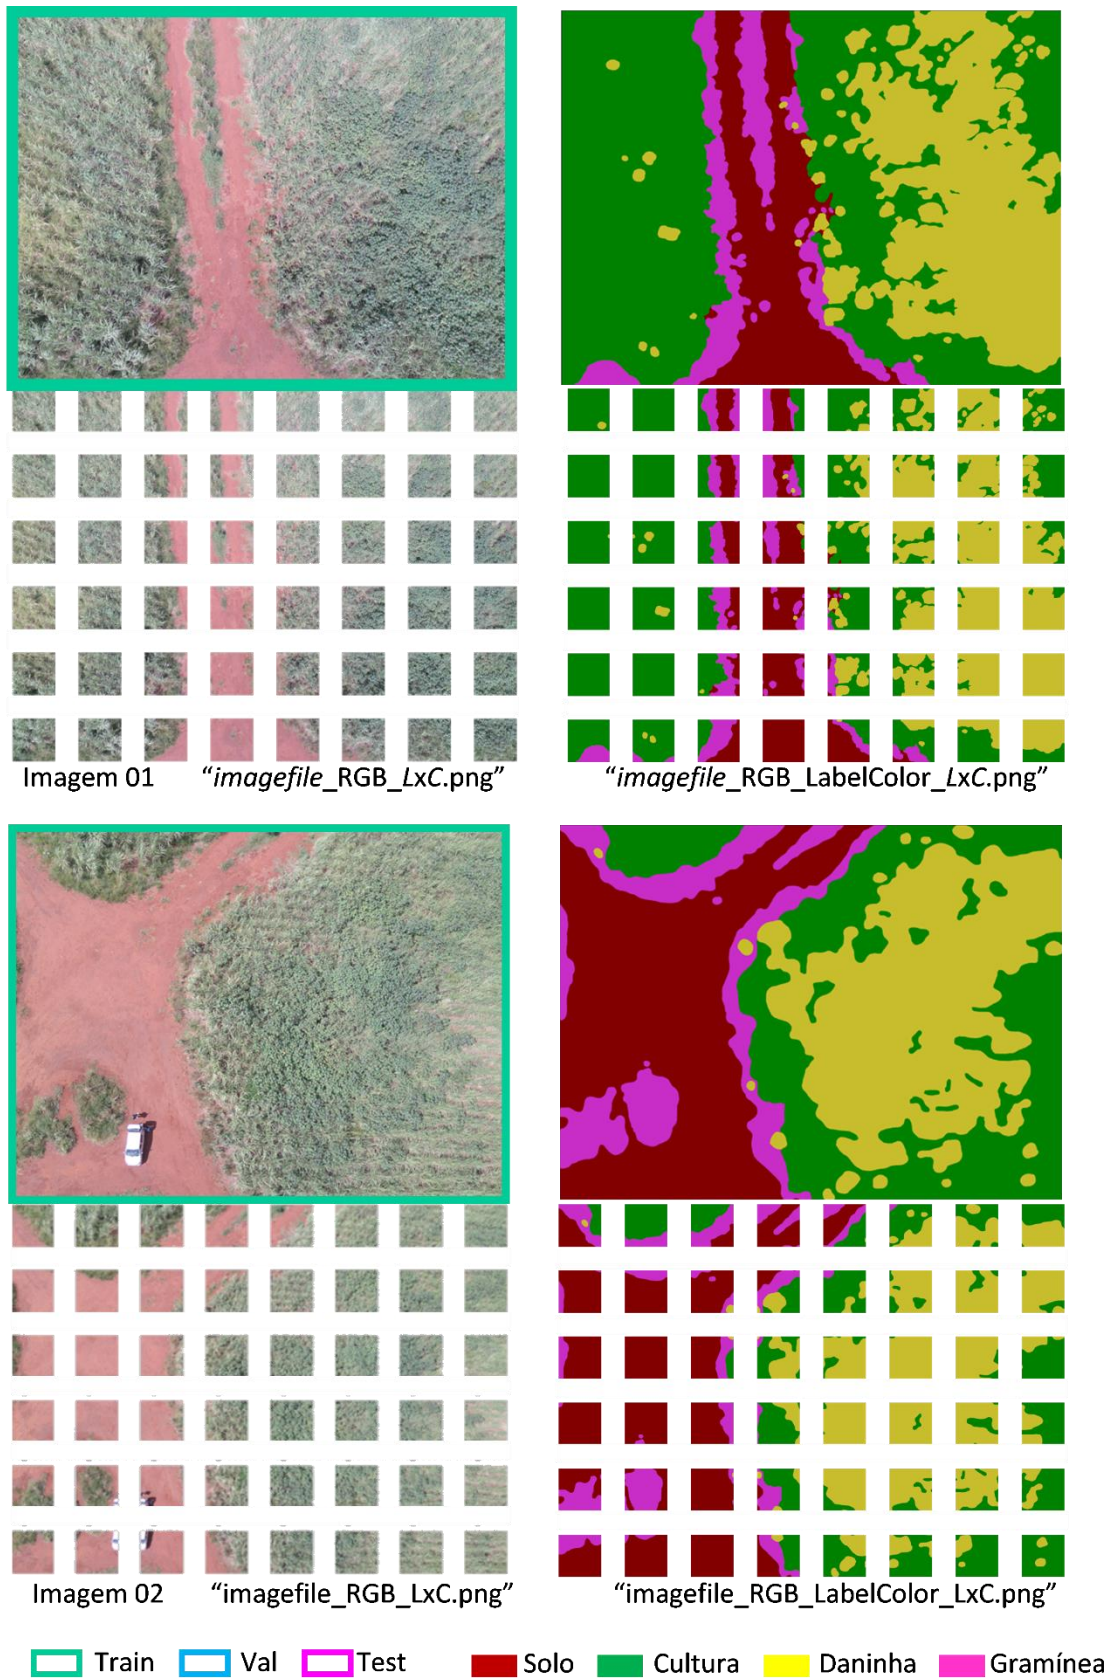 Imagem 01 “imagefile_RGB_LxC.png” “imagefile_RGB_LabelColor_LxC.png”
Imagem 02 “imagefile_RGB_LxC.png” “imagefile_RGB_LabelColor_LxC.png”
Train Val Test Solo Cultura Daninha Gramínea